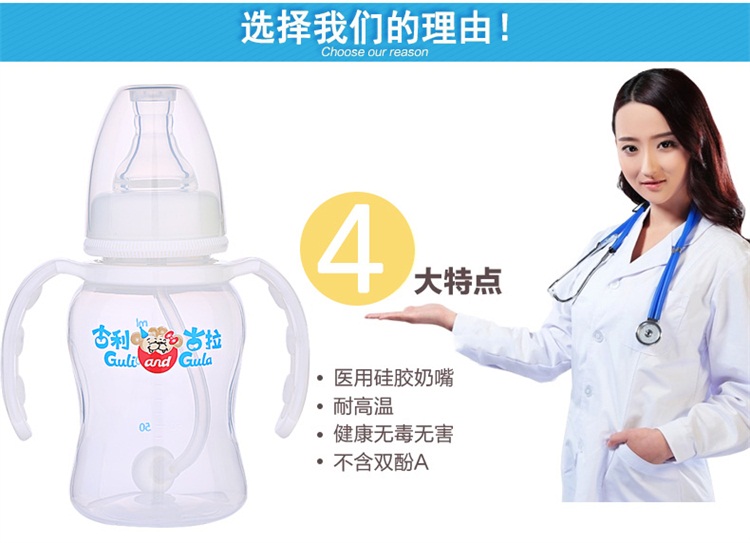 选择我们的理由！
Choose our reason
4大特点
古利 古拉
Guli and Gula
ml
50
医用硅胶奶嘴
耐高温
健康无毒无害
不含双酚A